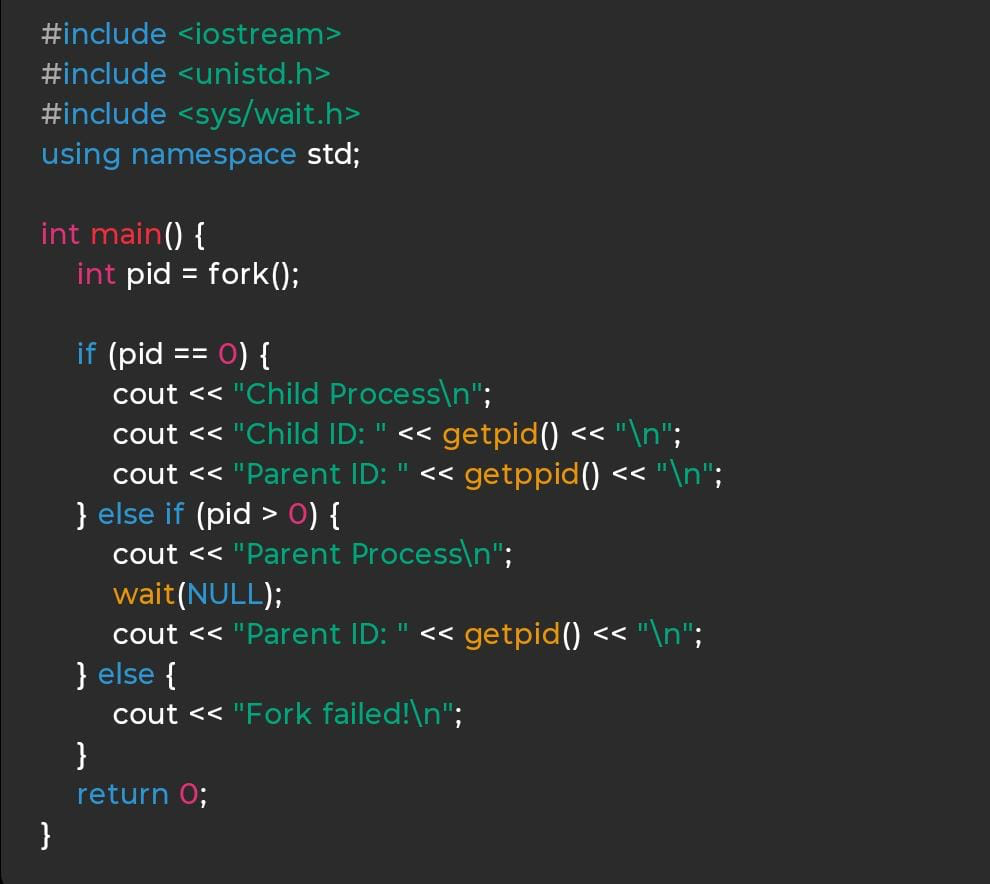 #include <iostream>
#include <unistd.h>
#include <sys/wait.h>
using namespace std;

int main() {
    int pid = fork();

    if (pid == 0) {
        cout << "Child Process\n";
        cout << "Child ID: " << getpid() << "\n";
        cout << "Parent ID: " << getppid() << "\n";
    } else if (pid > 0) {
        cout << "Parent Process\n";
        wait(NULL);
        cout << "Parent ID: " << getpid() << "\n";
    } else {
        cout << "Fork failed!\n";
    }
    return 0;
}